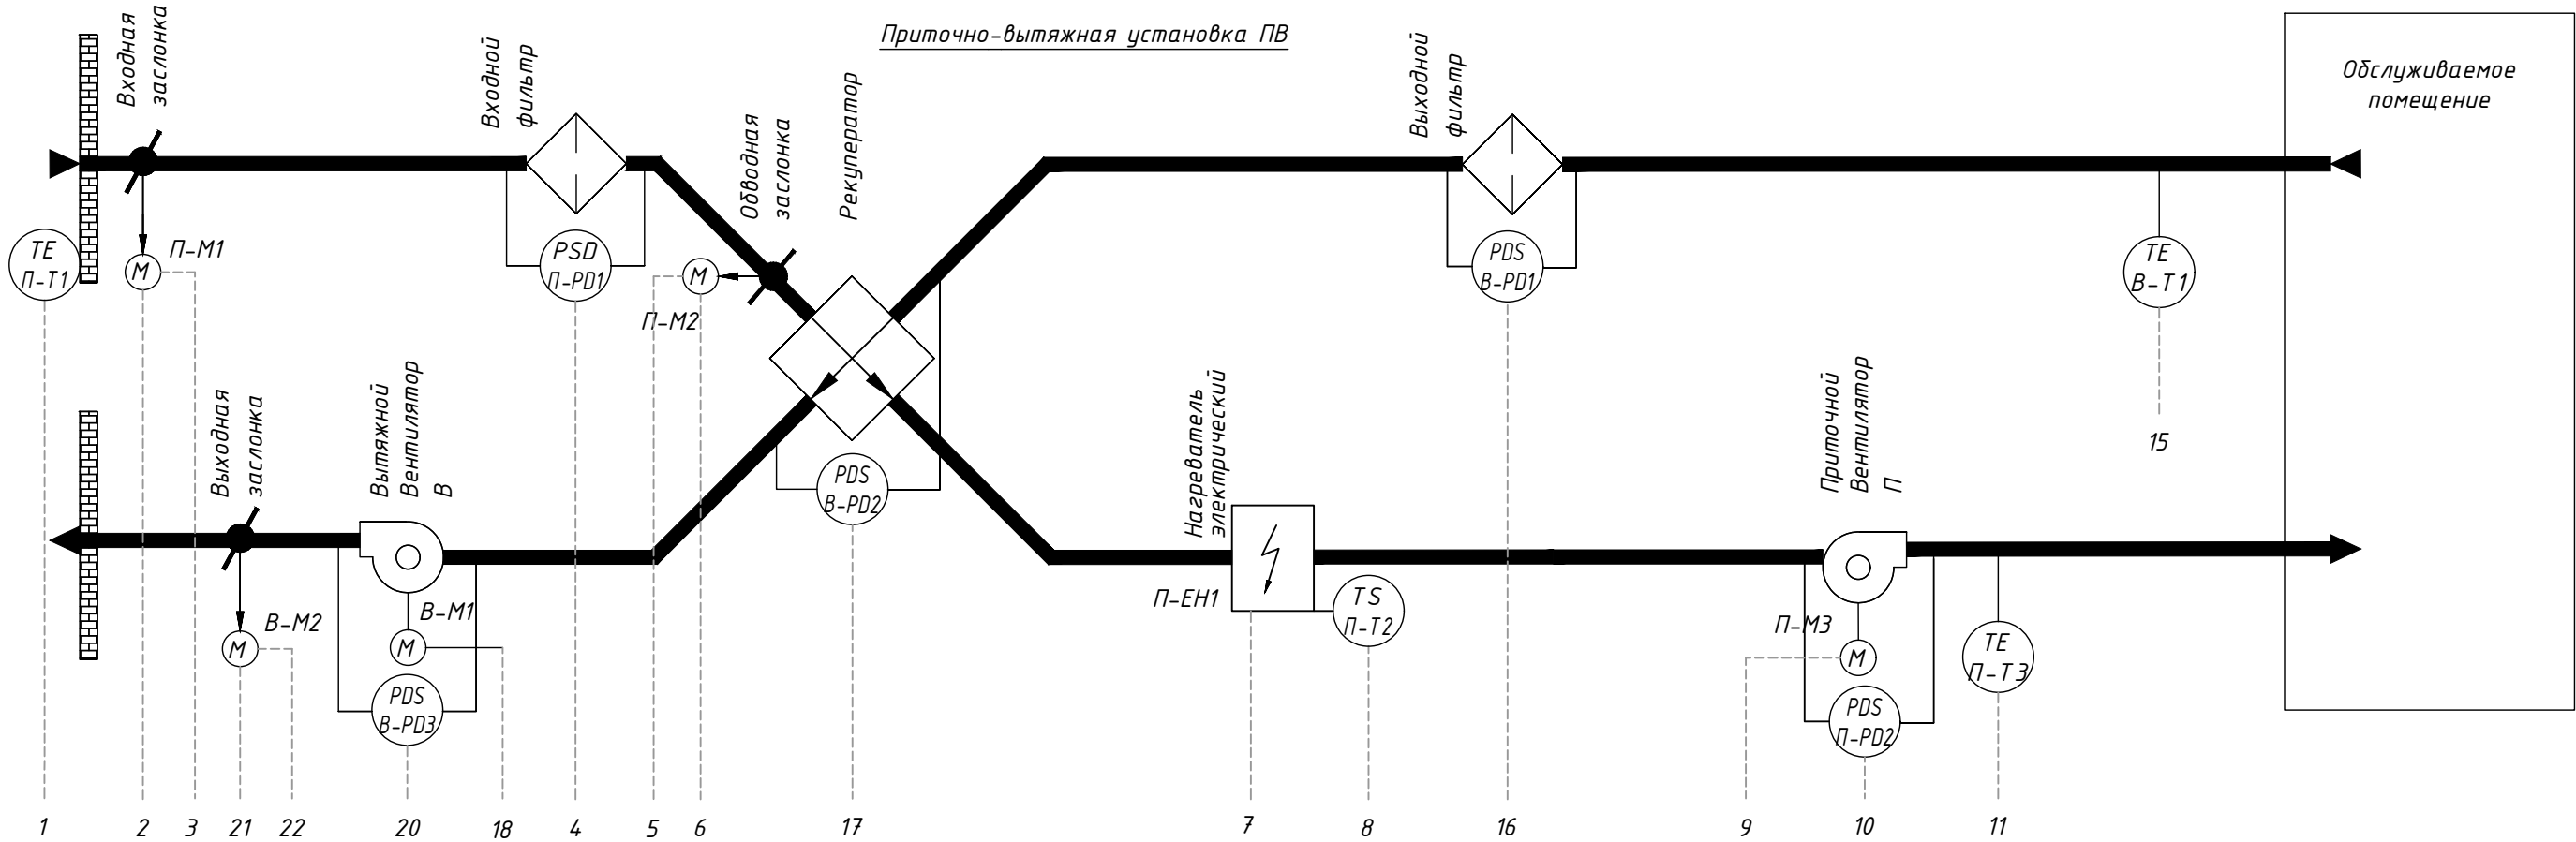 Приточно-вытяжная установка ПВ
Входная
заслонка
Входной
фильтр
Обводная
заслонка
Рекуператор
Выходной
фильтр
Обслуживаемое
помещение
TE
П-Т1
M
П-М1
PSD
П-PD1
M
П-М2
PDS
В-PD1
TE
В-Т1
15
Выходная
заслонка
Вытяжной
Вентилятор
В
PDS
В-PD2
Нагреватель
электрический
Приточной
Вентилятор
П
П-ЕН1
TS
П-Т2
M
В-М2
M
В-М1
PDS
В-PD3
П-М3
M
PDS
П-PD2
TE
П-Т3
1 2 3 21 22 20 18 4 5 6 17 7 8 16 9 10 11